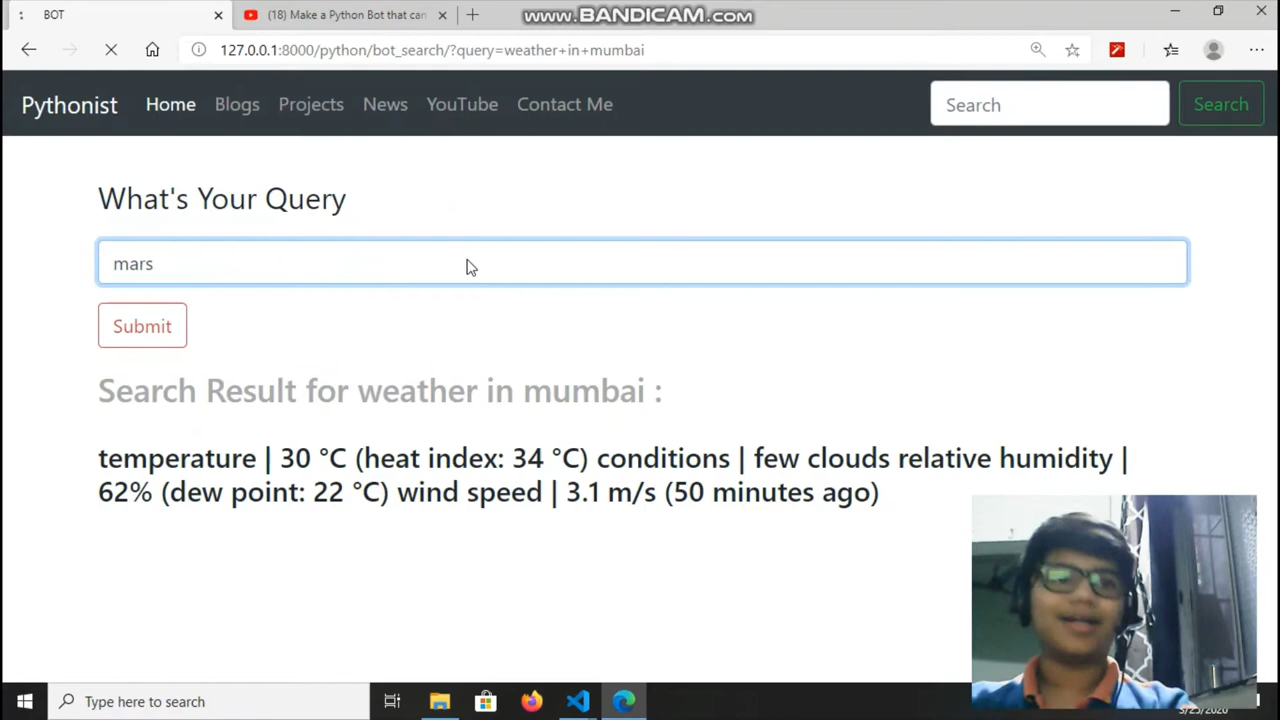 BOT
(18) Make a Python Bot that can
www.BANDICAM.com
127.0.0.1:8000/python/bot_search/?query=weather+in+mumbai
Pythonist Home Blogs Projects News YouTube Contact Me Search Search
What's Your Query
mars
Submit
Search Result for weather in mumbai :
temperature | 30 °C (heat index: 34 °C) conditions | few clouds relative humidity |
62% (dew point: 22 °C) wind speed | 3.1 m/s (50 minutes ago)
Type here to search